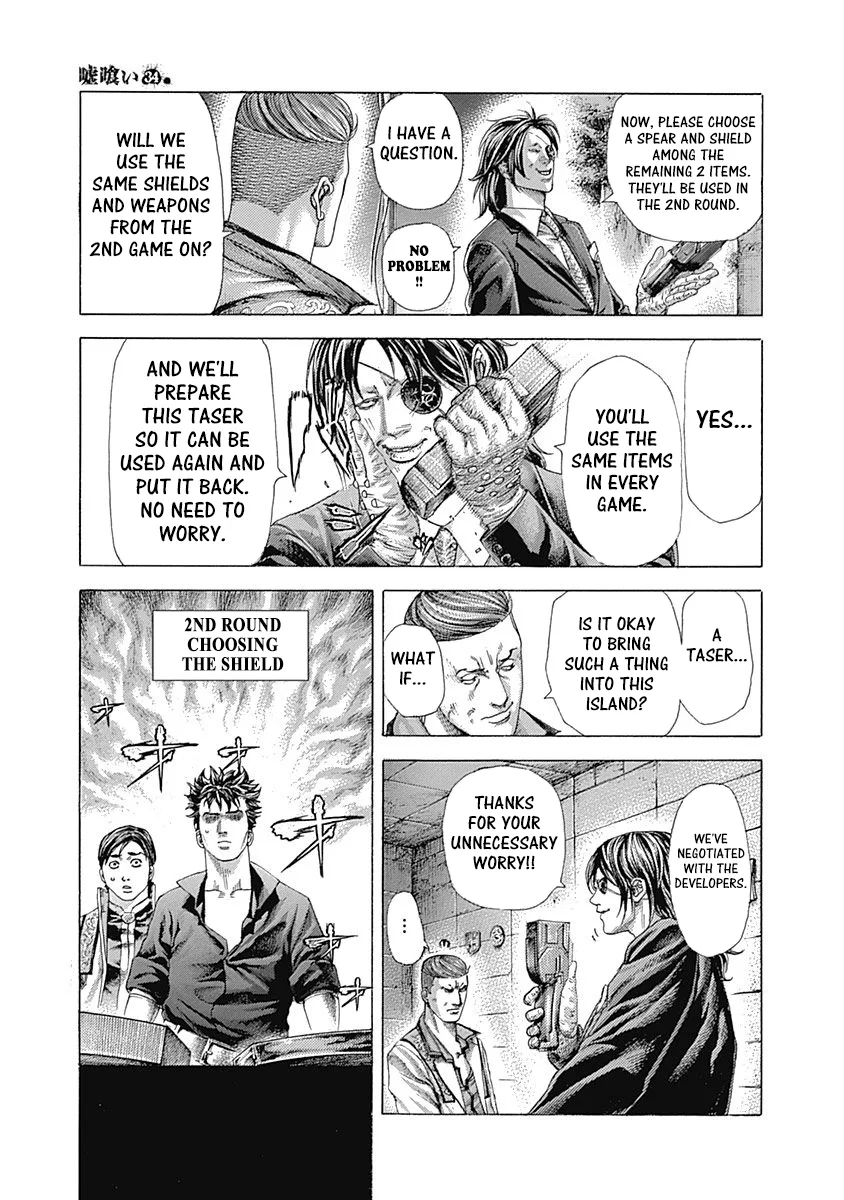 嘘喰い 34
NOW, PLEASE CHOOSE
A SPEAR AND SHIELD
AMONG THE
REMAINING 2 ITEMS.
THEY'LL BE USED IN
THE 2ND ROUND.
I HAVE A
QUESTION.
NO
PROBLEM
!!
WILL WE
USE THE
SAME SHIELDS
AND WEAPONS
FROM THE
2ND GAME ON?
YES...
YOU'LL
USE THE
SAME ITEMS
IN EVERY
GAME.
AND WE'LL
PREPARE
THIS TASER
SO IT CAN BE
USED AGAIN AND
PUT IT BACK.
NO NEED TO
WORRY.
A
TASER...
IS IT OKAY
TO BRING
SUCH A THING
INTO THIS
ISLAND?
WHAT
IF...
WE'VE
NEGOTIATED
WITH THE
DEVELOPERS.
THANKS
FOR YOUR
UNNECESSARY
WORRY!!
...
2ND ROUND
CHOOSING
THE SHIELD